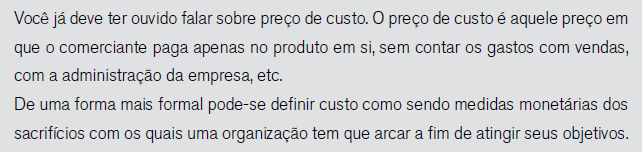 Você já deve ter ouvido falar sobre preço de custo. O preço de custo é aquele preço em
que o comerciante paga apenas no produto em si, sem contar os gastos com vendas,
com a administração da empresa, etc.
De uma forma mais formal pode-se definir custo como sendo medidas monetárias dos
sacrifícios com os quais uma organização tem que arcar a fim de atingir seus objetivos.